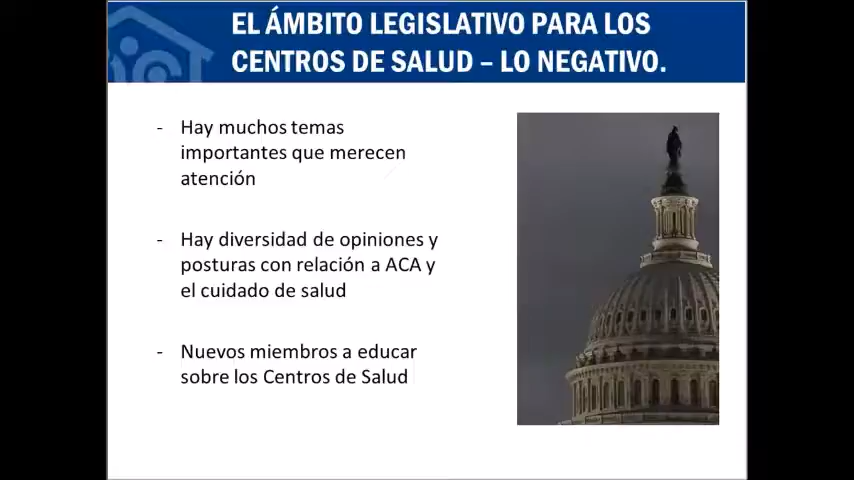 EL ÁMBITO LEGISLATIVO PARA LOS
CENTROS DE SALUD – LO NEGATIVO.
- Hay muchos temas
importantes que merecen
atención
- Hay diversidad de opiniones y
posturas con relación a ACA y
el cuidado de salud
- Nuevos miembros a educar
sobre los Centros de Salud